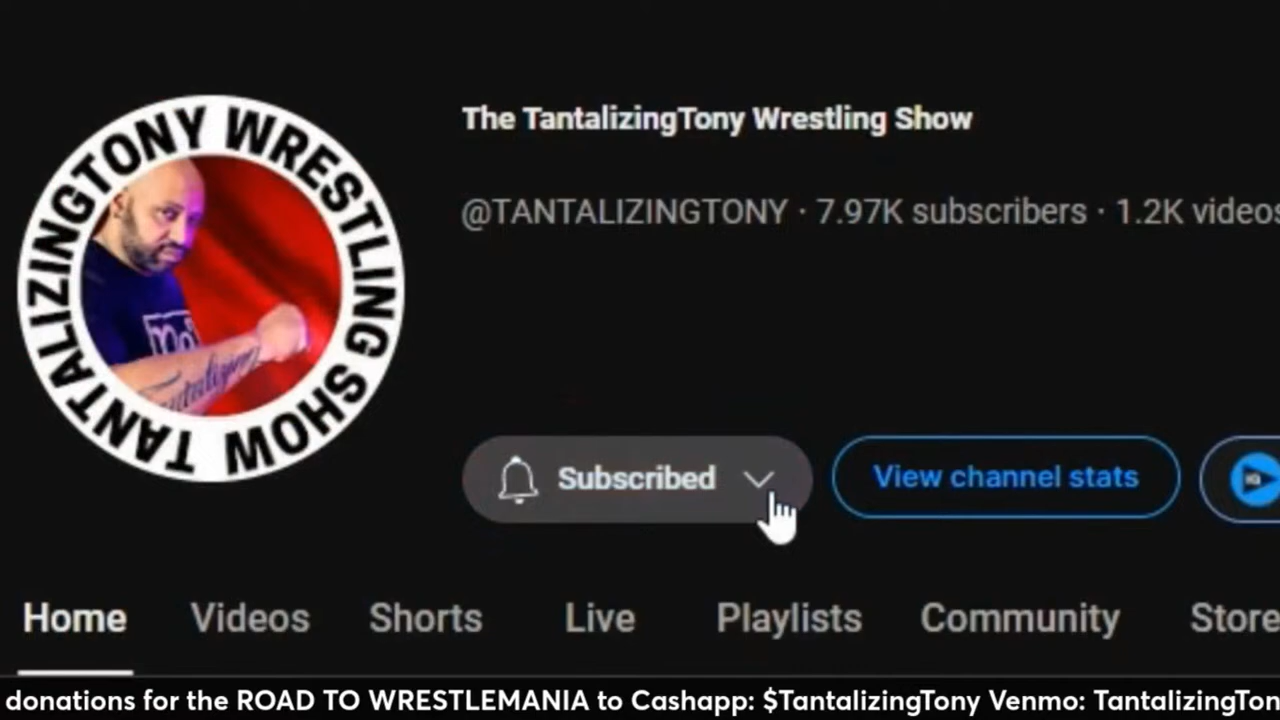 TANTALIZINGTONY WRESTLING SHOW
The TantalizingTony Wrestling Show
@TANTALIZINGTONY · 7.97K subscribers · 1.2K videos
Subscribed
View channel stats
Home Videos Shorts Live Playlists Community Store
donations for the ROAD TO WRESTLEMANIA to Cashapp: $TantalizingTony Venmo: TantalizingTon